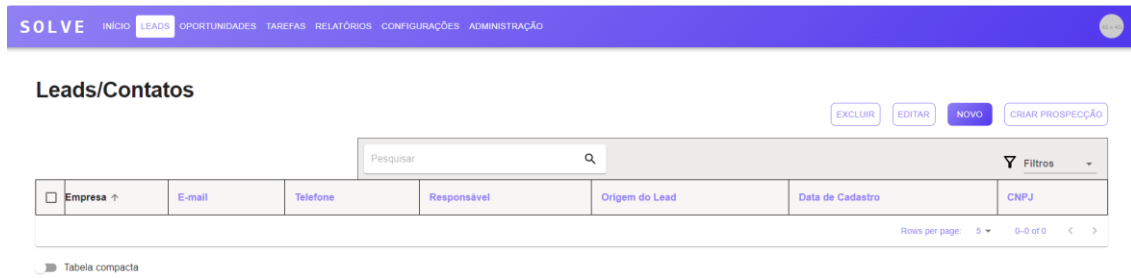 SOLVE INÍCIO LEADS OPORTUNIDADES TAREFAS RELATÓRIOS CONFIGURAÇÕES ADMINISTRAÇÃO
Leads/Contatos
EXCLUIR EDITAR NOVO CRIAR PROSPECÇÃO
Pesquisar Filtros
Empresa ↑ E-mail Telefone Responsável Origem do Lead Data de Cadastro CNPJ
Rows per page: 5 0–0 of 0 < >
Tabela compacta